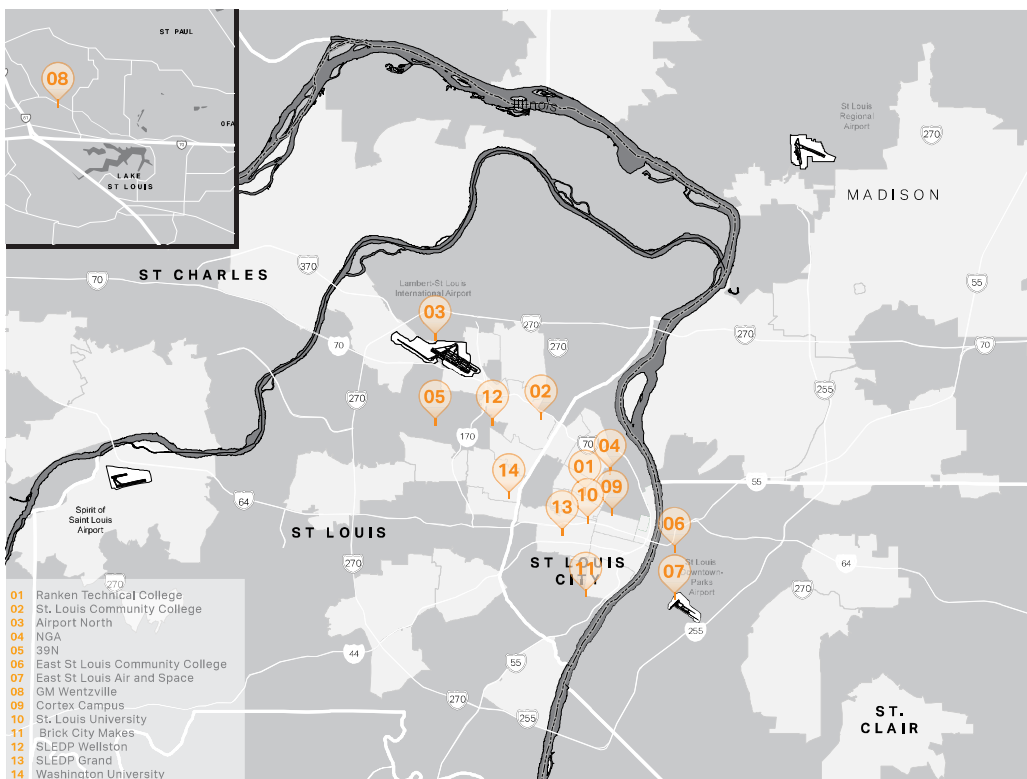 ST PAUL
08
61
OFA
70
LAKE
ST LOUIS
St Louis
Regional
Airport
270
MADISON
ST CHARLES
370
70
Lambert-St Louis
International Airport
55
03
270
270
70
270
70
05
12
02
270
255
170
70
04
01
14
09
10
13
55
64
06
Spirit of
Saint Louis
Airport
ST LOUIS
ST LOUIS
CITY
11
07
St Louis
Downtown-
Parks
Airport
64
270
270
270
255
44
55
270
255
ST.
CLAIR
01 Ranken Technical College
02 St. Louis Community College
03 Airport North
04 NGA
05 39N
06 East St Louis Community College
07 East St Louis Air and Space
08 GM Wentzville
09 Cortex Campus
10 St. Louis University
11 Brick City Makes
12 SLEDP Wellston
13 SLEDP Grand
14 Washington University